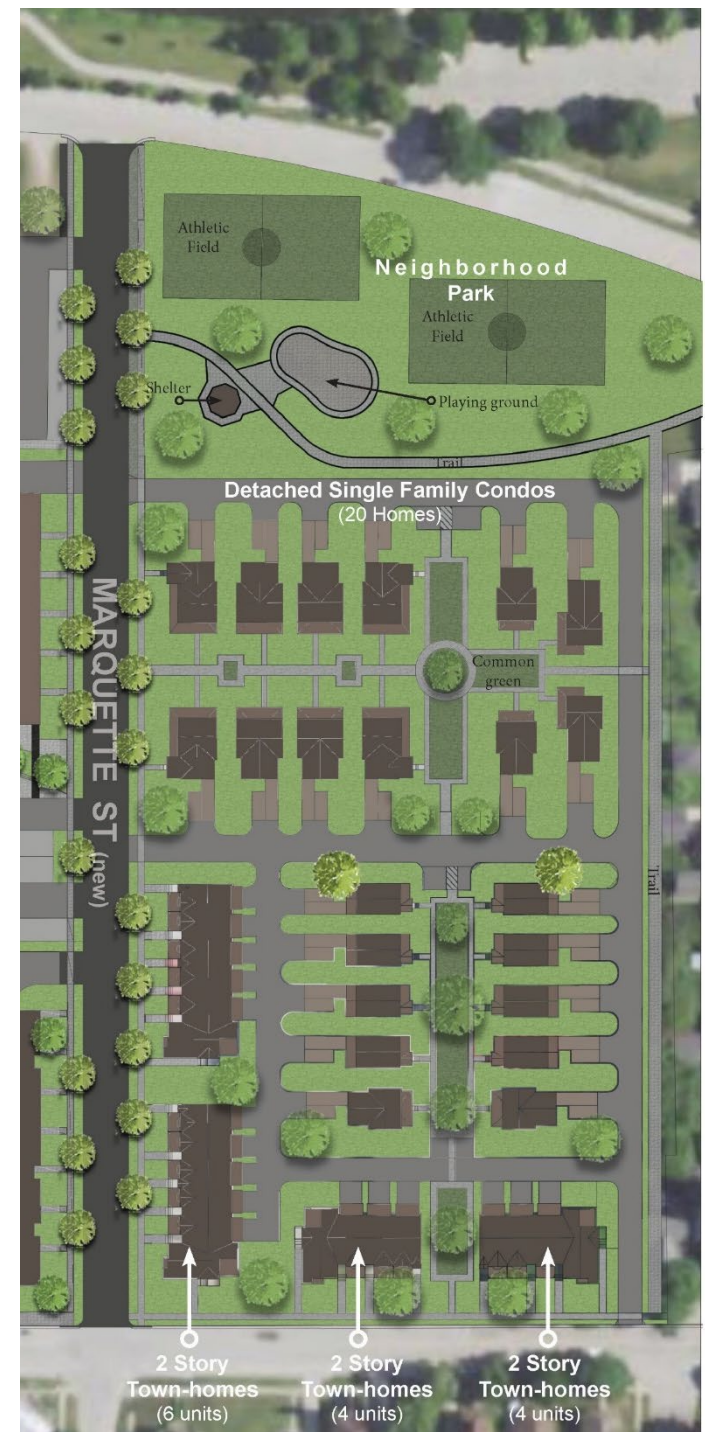 Athletic
Field
Neighborhood
Park
Athletic
Field
Shelter
Playing ground
Trail
Detached Single Family Condos
(20 Homes)
MARQUETTE ST (new)
Common
green
Trail
2 Story
Town-homes
(6 units)
2 Story
Town-homes
(4 units)
2 Story
Town-homes
(4 units)